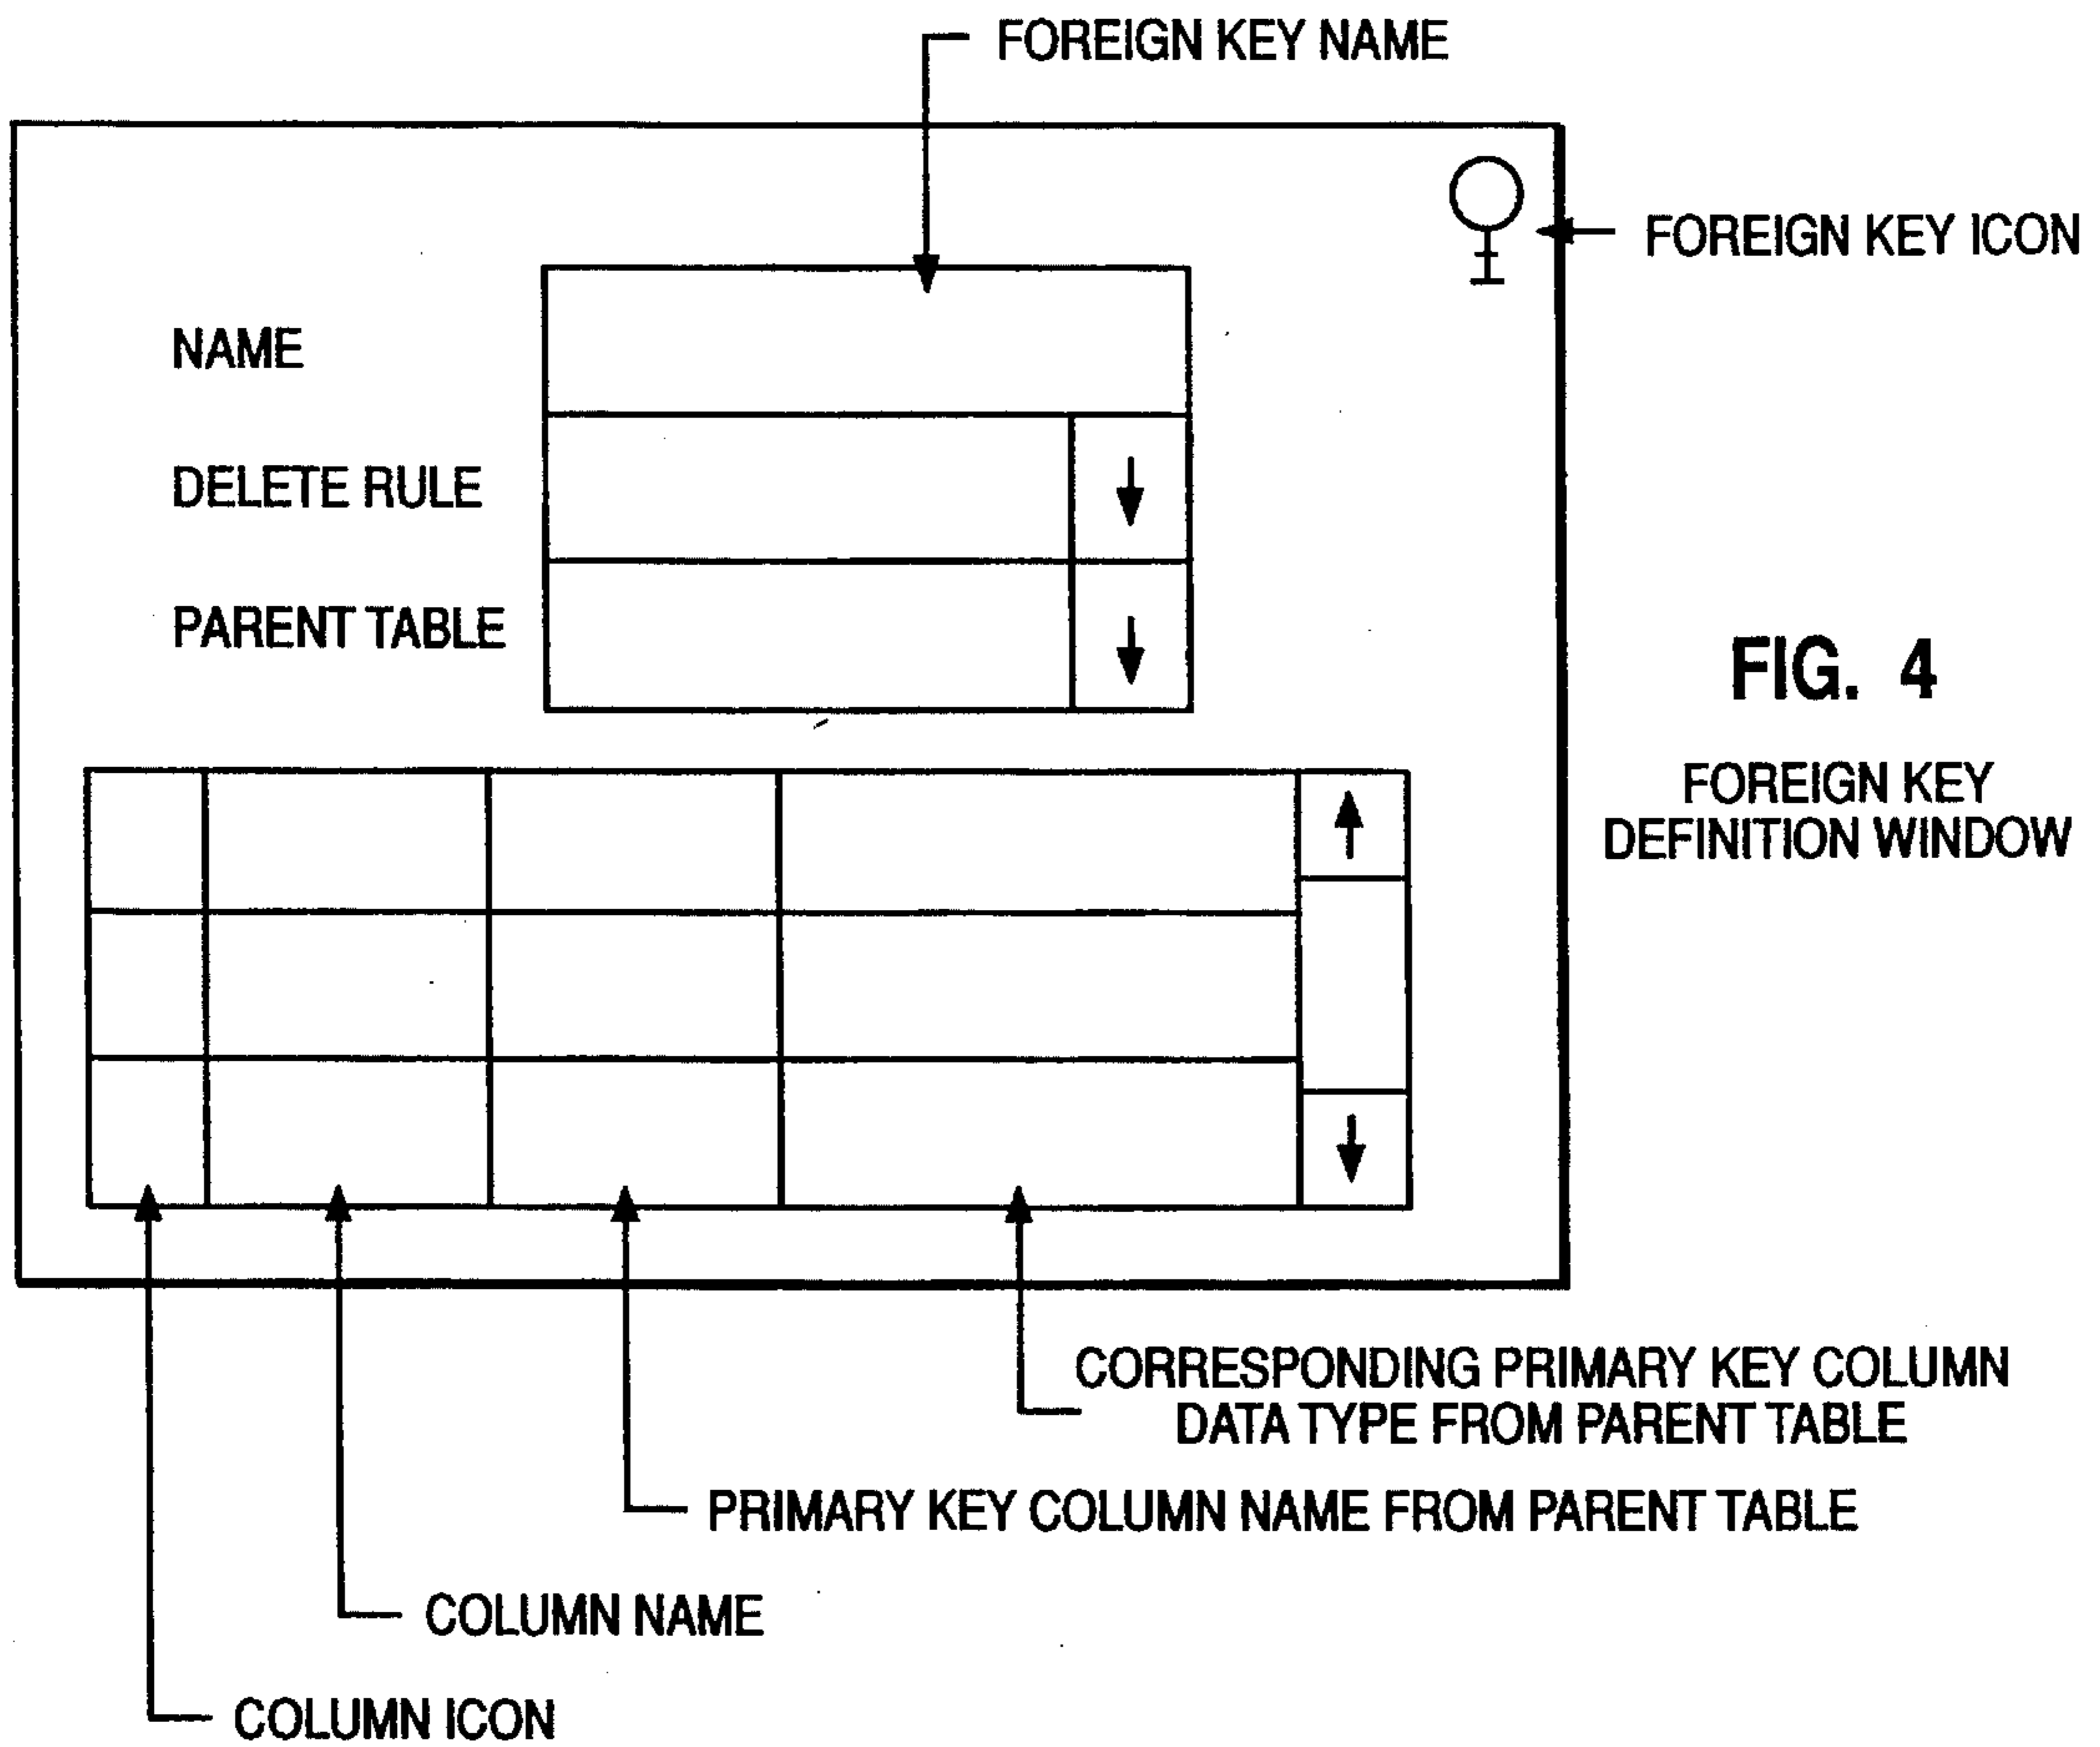 FOREIGN KEY NAME
FOREIGN KEY ICON
NAME
DELETE RULE
PARENT TABLE
FIG. 4
FOREIGN KEY
DEFINITION WINDOW
CORRESPONDING PRIMARY KEY COLUMN
DATA TYPE FROM PARENT TABLE
PRIMARY KEY COLUMN NAME FROM PARENT TABLE
COLUMN NAME
COLUMN ICON